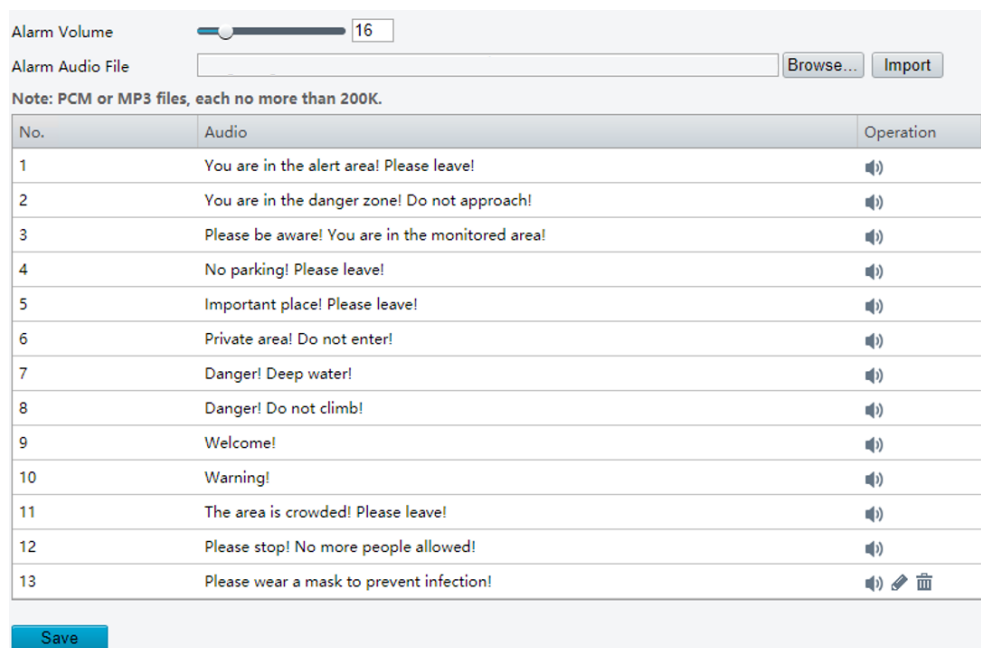 Alarm Volume 16
Alarm Audio File Browse... Import
Note: PCM or MP3 files, each no more than 200K.
No. Audio Operation
1 You are in the alert area! Please leave!
2 You are in the danger zone! Do not approach!
3 Please be aware! You are in the monitored area!
4 No parking! Please leave!
5 Important place! Please leave!
6 Private area! Do not enter!
7 Danger! Deep water!
8 Danger! Do not climb!
9 Welcome!
10 Warning!
11 The area is crowded! Please leave!
12 Please stop! No more people allowed!
13 Please wear a mask to prevent infection!
Save